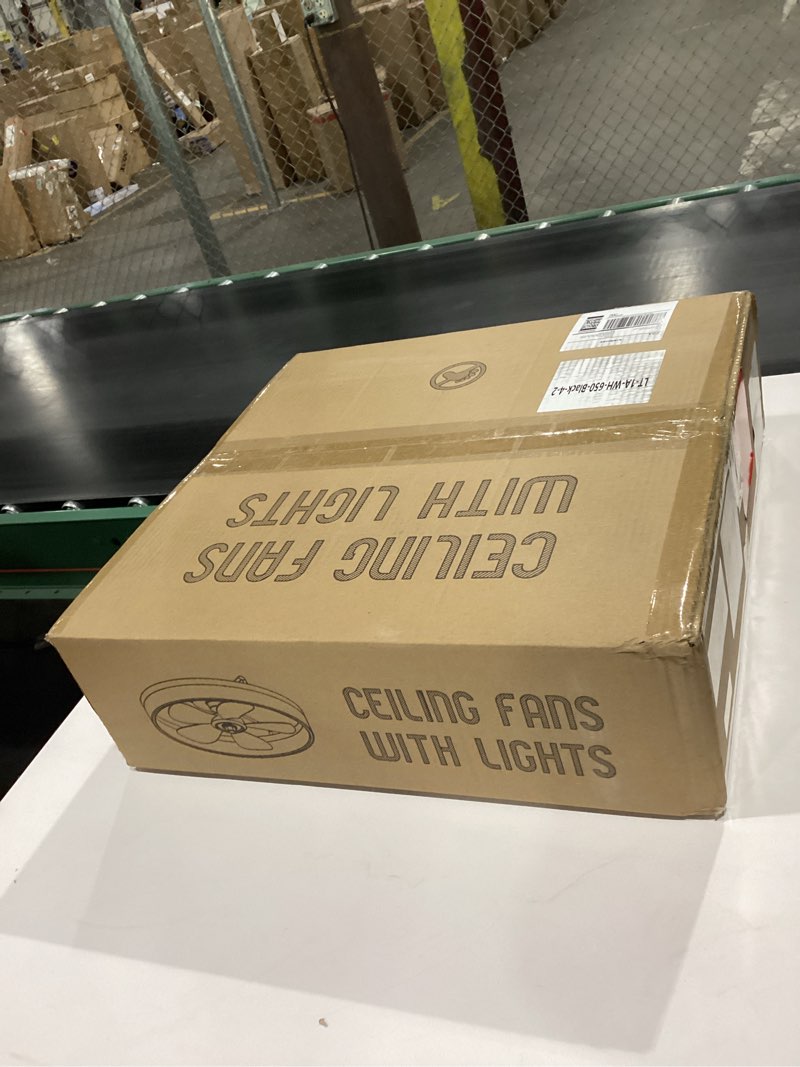 LT-1A-WH-650-Black-4-2
CEILING FANS
WITH LIGHTS
CEILING FANS
WITH LIGHTS